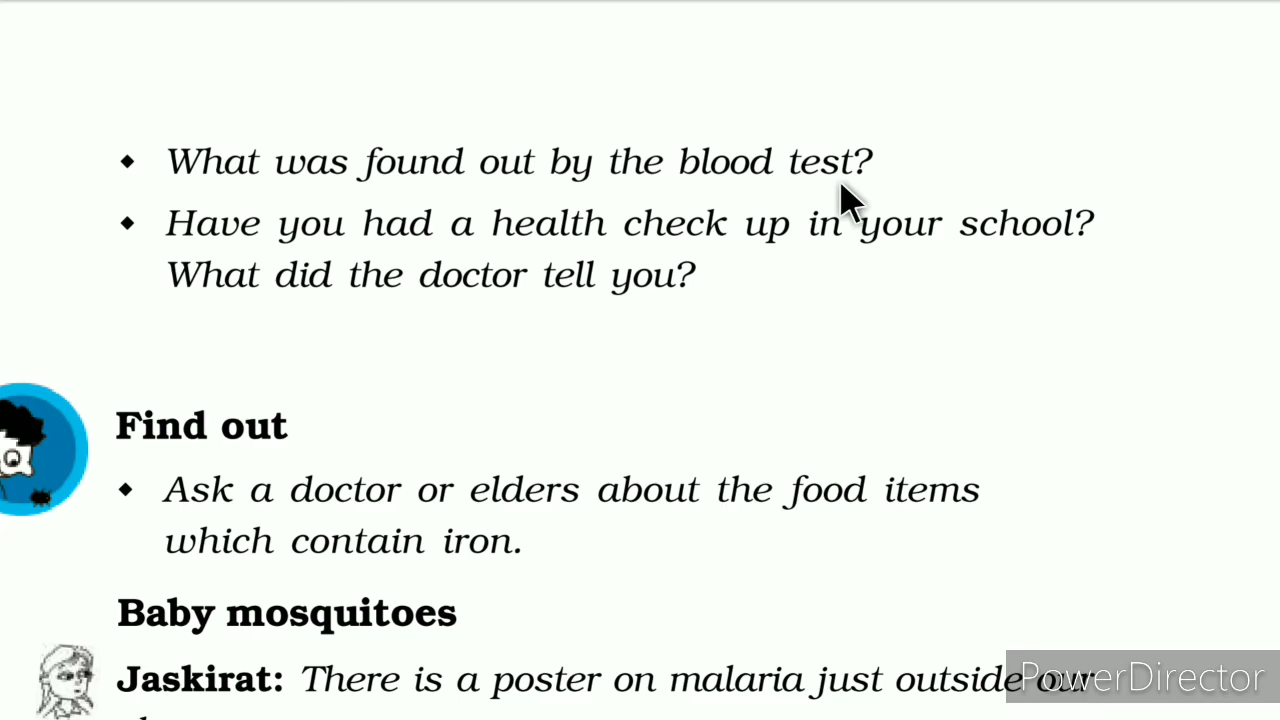 ◆ What was found out by the blood test?
◆ Have you had a health check up in your school?
What did the doctor tell you?
Find out
◆ Ask a doctor or elders about the food items
which contain iron.
Baby mosquitoes
Jaskirat: There is a poster on malaria just outside our
PowerDirector